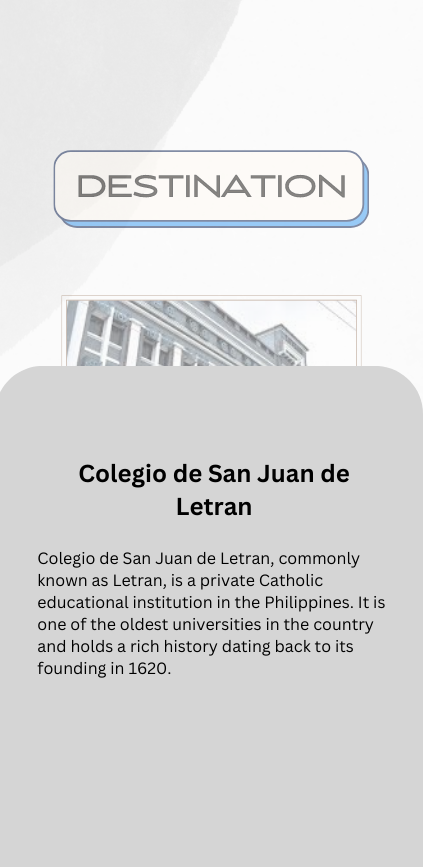 DESTINATION
Colegio de San Juan de
Letran
Colegio de San Juan de Letran, commonly
known as Letran, is a private Catholic
educational institution in the Philippines. It is
one of the oldest universities in the country
and holds a rich history dating back to its
founding in 1620.